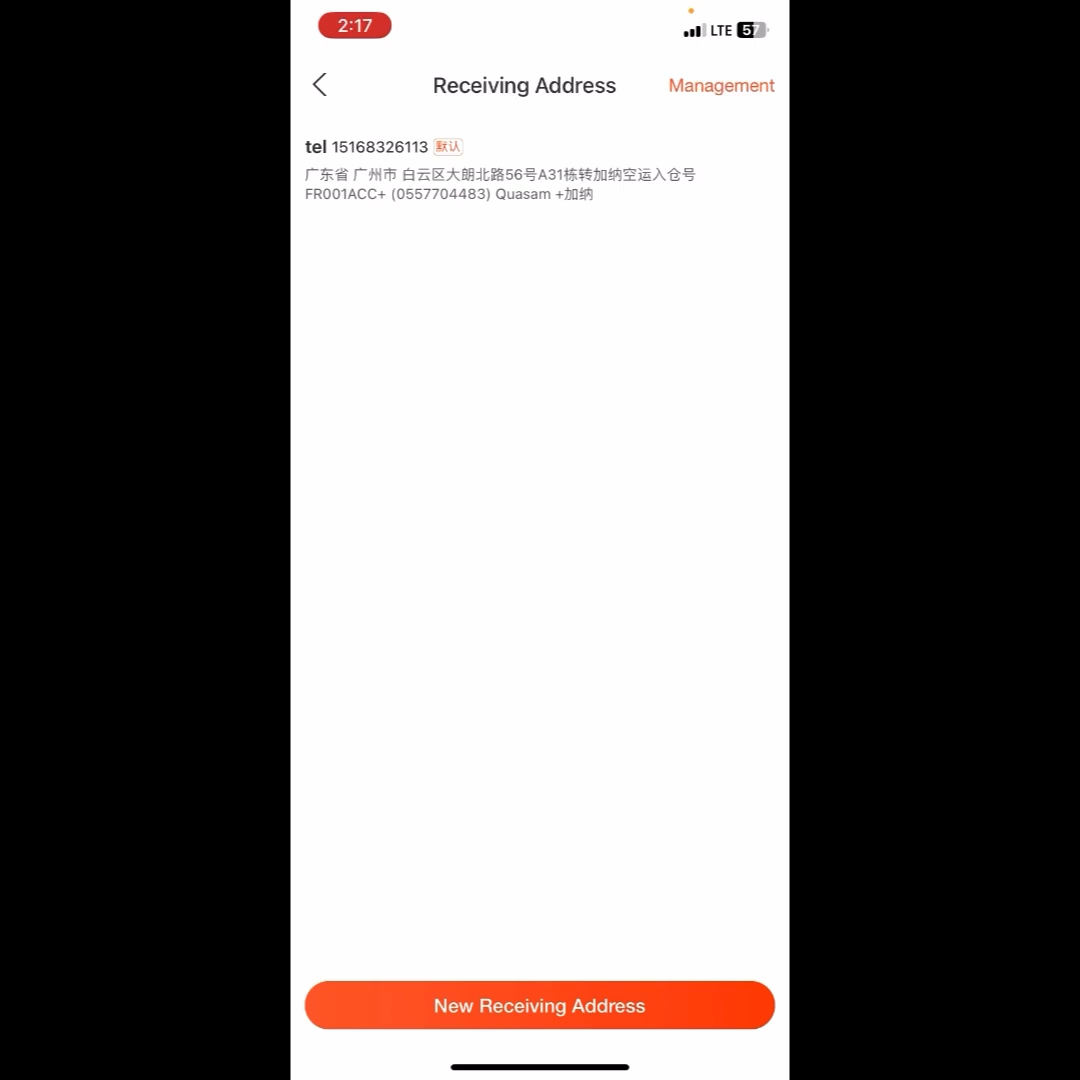 2:17
LTE 57
Receiving Address
Management
tel 15168326113 默认
广东省 广州市 白云区大朗北路56号A31栋转加纳空运入仓号
FR001ACC+ (0557704483) Quasam +加纳
New Receiving Address